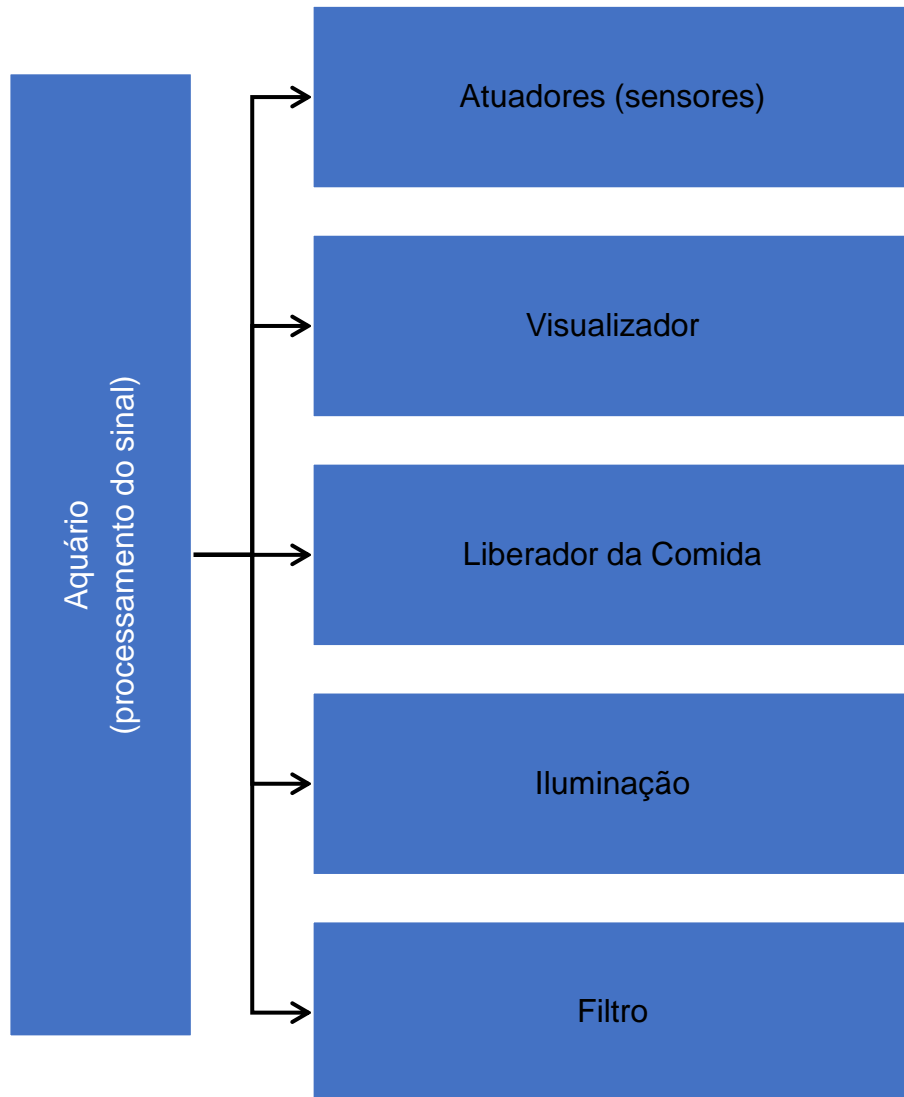 Aquário
(processamento do sinal)
Atuadores (sensores)
Visualizador
Liberador da Comida
Iluminação
Filtro